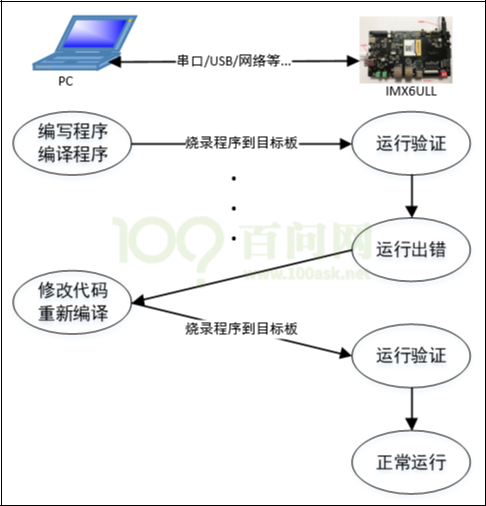 串口/USB/网络等...
PC
IMX6ULL
编写程序
编译程序
烧录程序到目标板
运行验证
100 百问网
www.100ask.net
运行出错
修改代码
重新编译
烧录程序到目标板
运行验证
正常运行